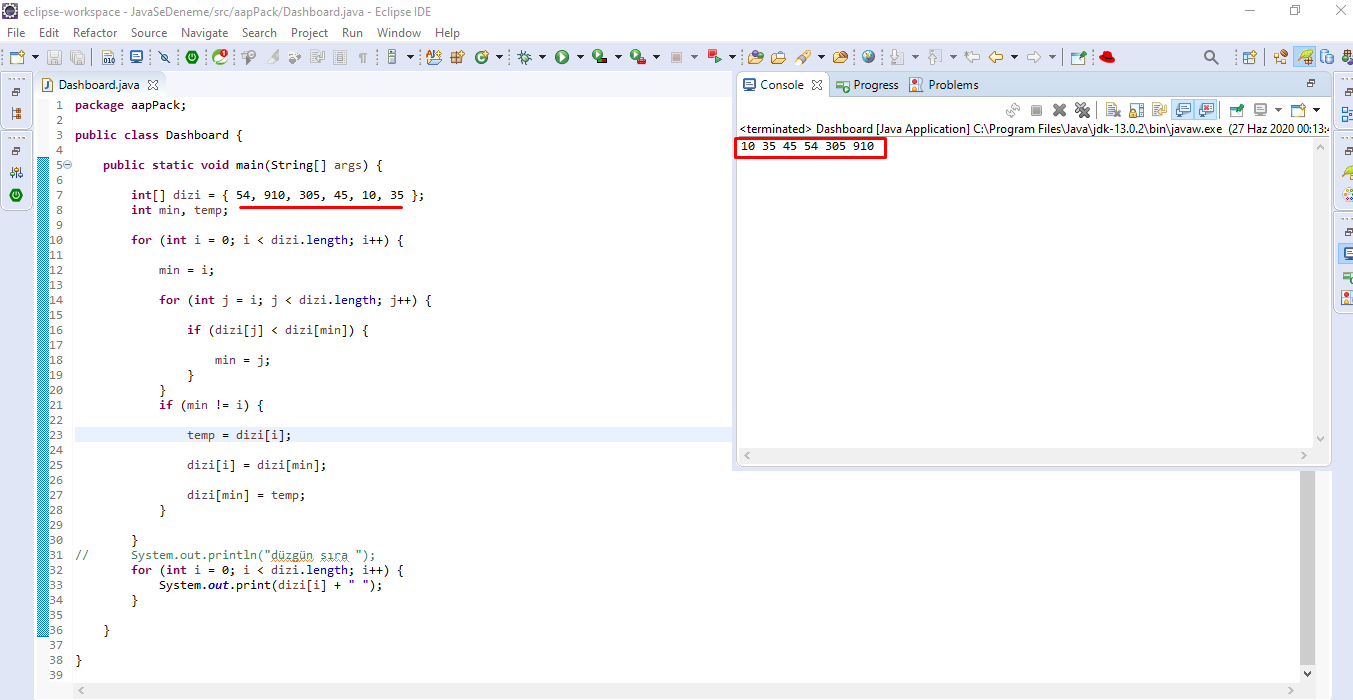 eclipse-workspace - JavaSeDeneme/src/aapPack/Dashboard.java - Eclipse IDE
File Edit Refactor Source Navigate Search Project Run Window Help
Dashboard.java
1 package aapPack;
2
3 public class Dashboard {
4
5 public static void main(String[] args) {
6
7 int[] dizi = { 54, 910, 305, 45, 10, 35 };
8 int min, temp;
9
10 for (int i = 0; i < dizi.length; i++) {
11
12 min = i;
13
14 for (int j = i; j < dizi.length; j++) {
15
16 if (dizi[j] < dizi[min]) {
17
18 min = j;
19 }
20 }
21 if (min != i) {
22
23 temp = dizi[i];
24
25 dizi[i] = dizi[min];
26
27 dizi[min] = temp;
28 }
29
30 }
31 // System.out.println("düzgün sıra ");
32 for (int i = 0; i < dizi.length; i++) {
33 System.out.print(dizi[i] + " ");
34 }
35
36 }
37
38 }
39
Console Progress Problems
<terminated> Dashboard [Java Application] C:\Program Files\Java\jdk-13.0.2\bin\javaw.exe (27 Haz 2020 00:13:4
10 35 45 54 305 910